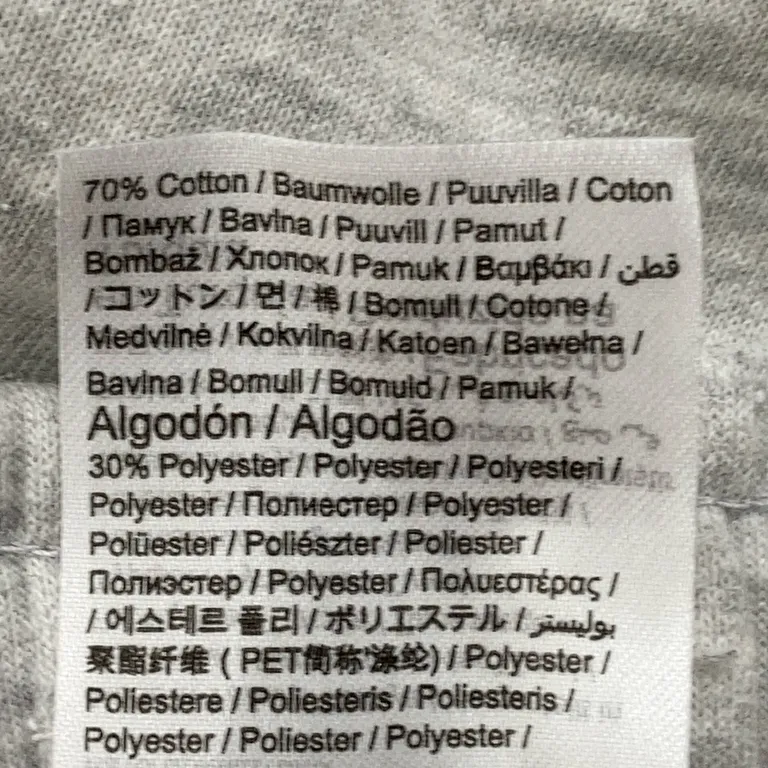 70% Cotton / Baumwolle / Puuvilla / Coton
/ Памук / Bavlna / Puuvill / Pamut /
Bombaž / Хлопок / Pamuk / Βαμβάκι / قطن
/ コットン / 면 / 棉 / Bomull / Cotone /
Medvilnė / Kokvilna / Katoen / Bawełna /
Bavlna / Bomull / Bomuld / Pamuk /
Algodón / Algodão
30% Polyester / Polyester / Polyesteri /
Polyester / Полиестер / Polyester /
Polüester / Poliészter / Poliester /
Полиэстер / Polyester / Πολυεστέρας /
/ 에스테르 폴리 / ポリエステル / بوليستر
聚酯纤维 ( PET简称'涤纶) / Polyester /
Poliestere / Poliesteris / Poliesteris /
Polyester / Poliester / Polyester /